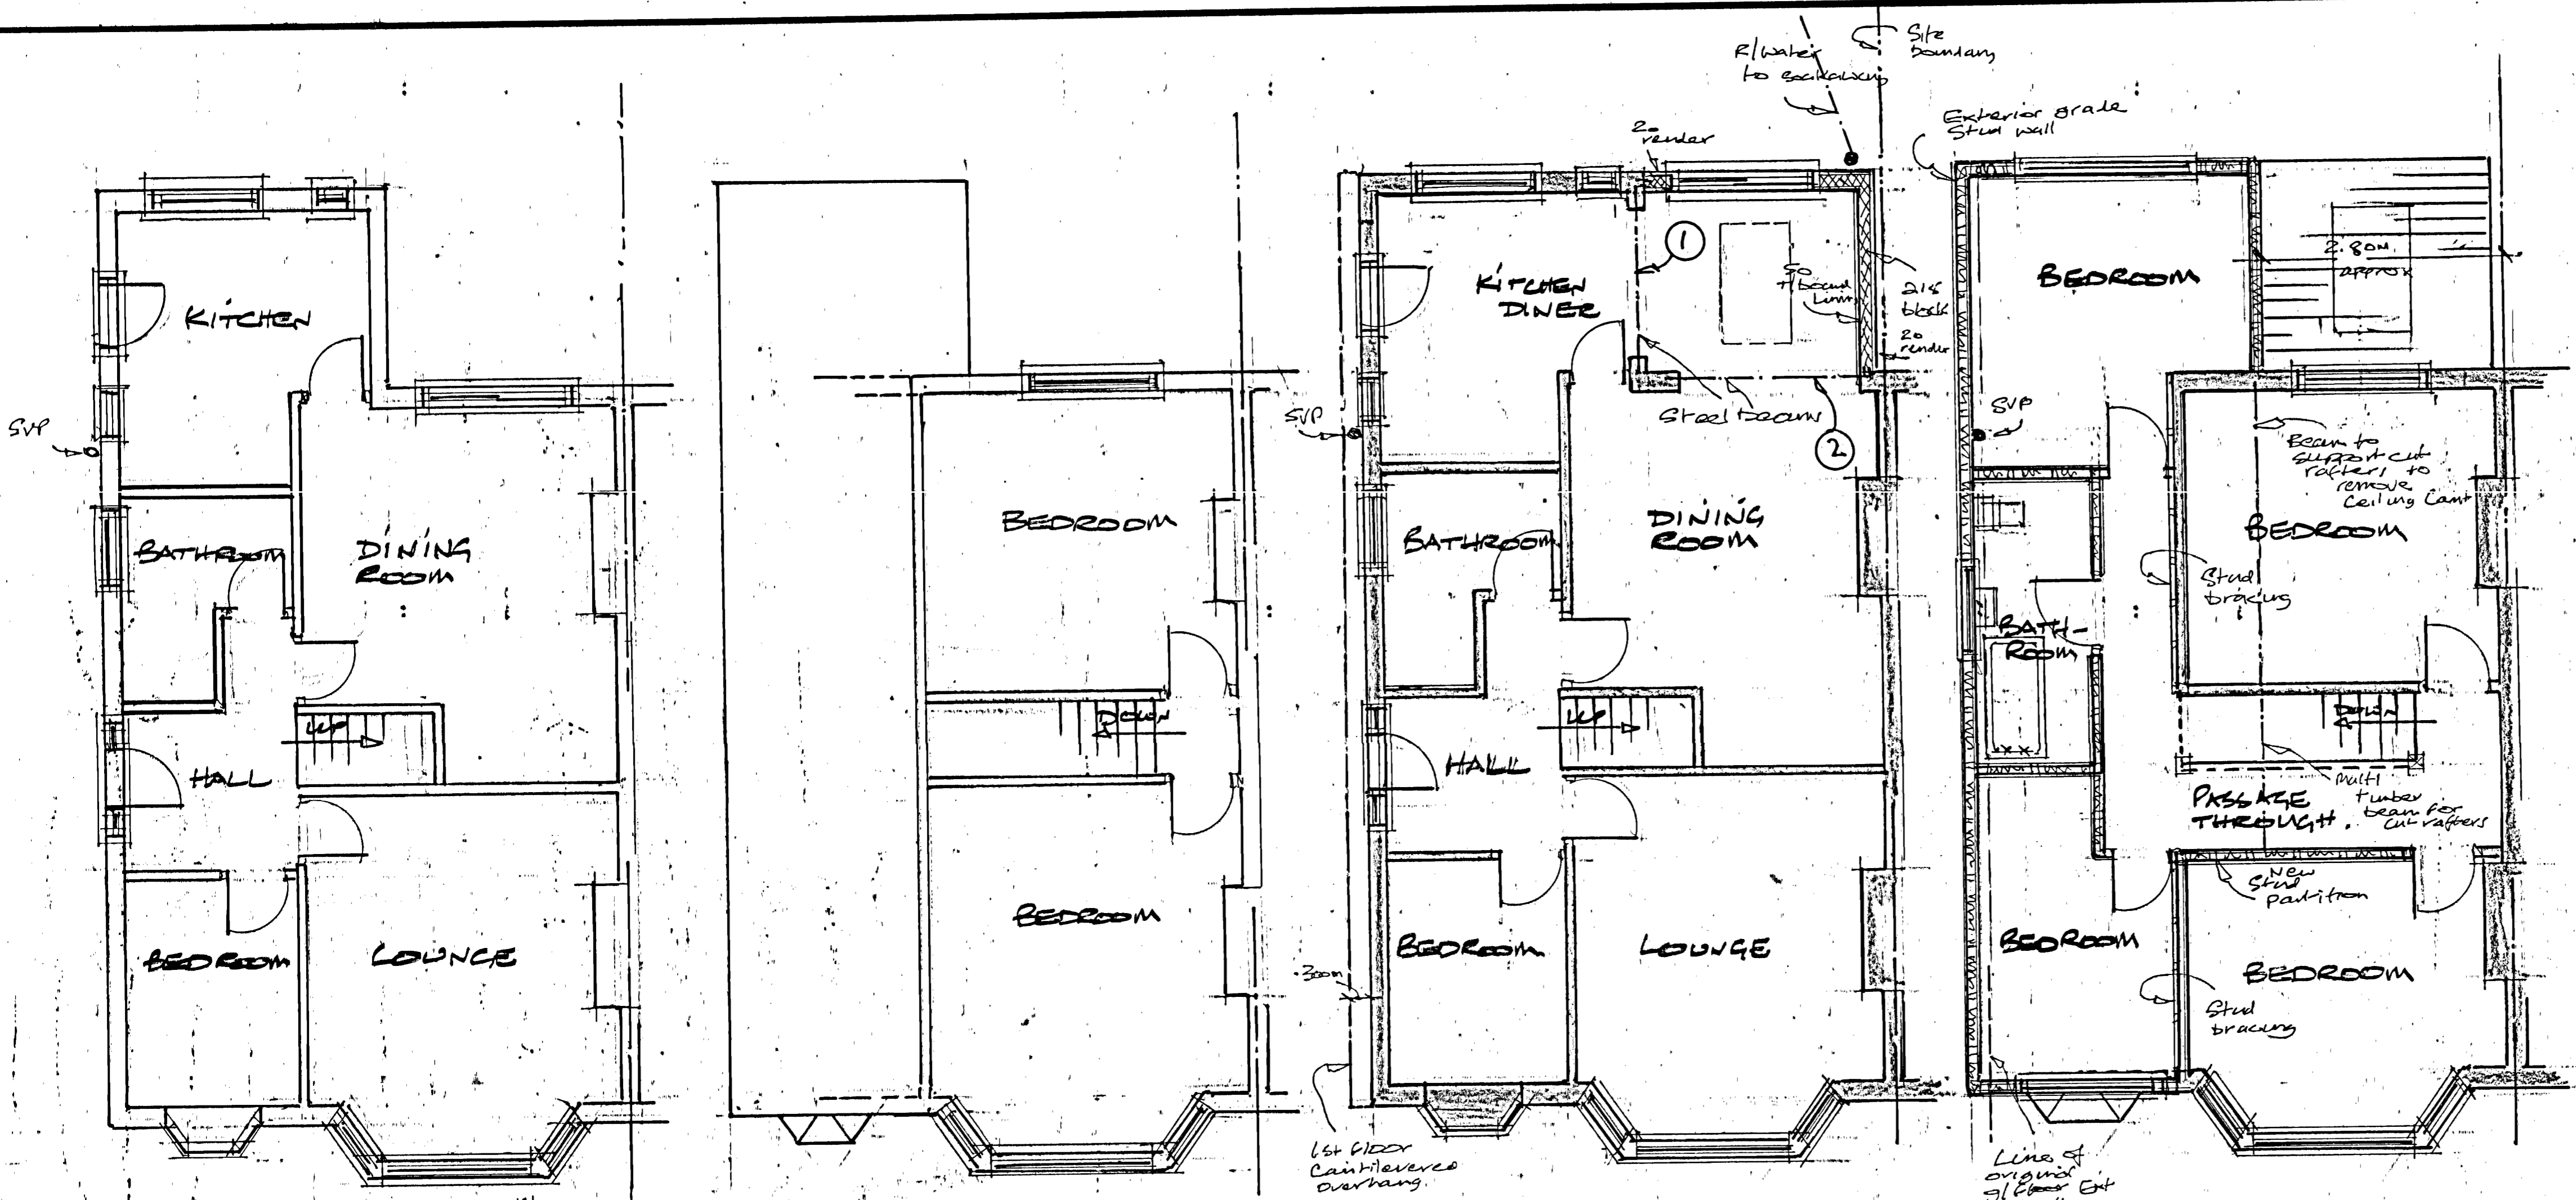 KITCHEN
SVP
BATHROOM
DINING
ROOM
UP
HALL
BEDROOM
LOUNGE
BEDROOM
DOWN
BEDROOM
R/water
to soakaway
Site
boundary
20
render
1
KITCHEN
DINER
50
218
block
20
render
SVP
Steel beams
2
BATHROOM
DINING
ROOM
UP
HALL
BEDROOM
LOUNGE
1st floor
Cantilevered
overhang.
Exterior grade
Stud wall
BEDROOM
2.80M.
approx
SVP
Beam to
support cut
rafters to
remove
Ceiling Cant
BEDROOM
Stud
bracing
BATH-
ROOM
DOWN
PASSAGE
THROUGH.
Multi
timber
beam for
cut rafters
New
Stud
partition
BEDROOM
BEDROOM
Stud
bracing
Line of
original
g/floor Ext